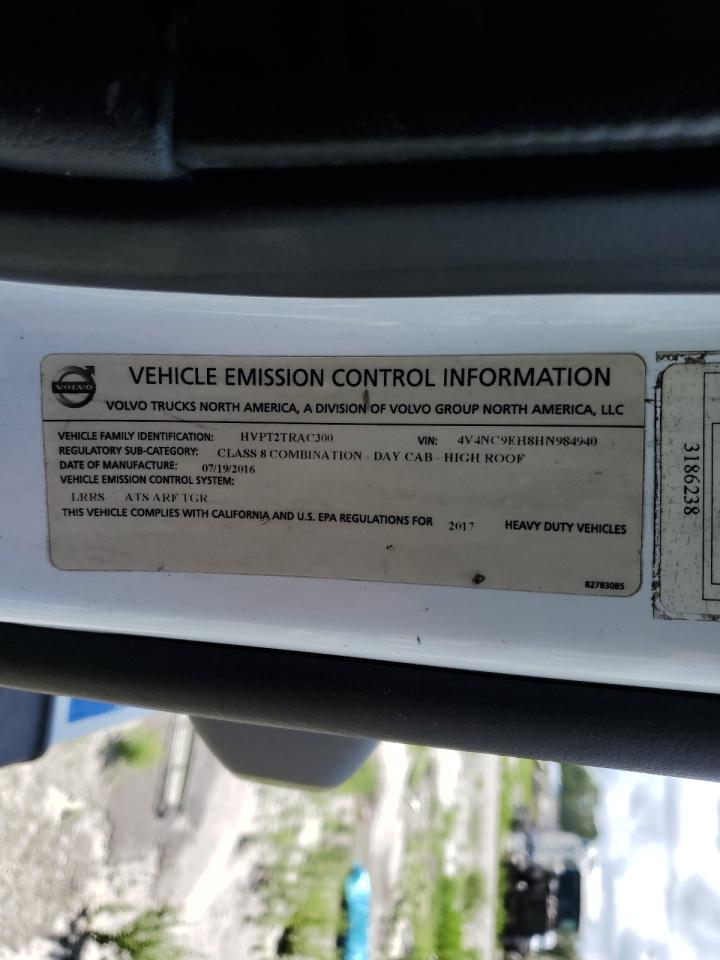 VOLVO
VEHICLE EMISSION CONTROL INFORMATION
VOLVO TRUCKS NORTH AMERICA, A DIVISION OF VOLVO GROUP NORTH AMERICA, LLC
VEHICLE FAMILY IDENTIFICATION: HVPT2TRAC300 VIN: 4V4NC9EH8HN984940
REGULATORY SUB-CATEGORY: CLASS 8 COMBINATION - DAY CAB - HIGH ROOF
DATE OF MANUFACTURE: 07/19/2016
VEHICLE EMISSION CONTROL SYSTEM:
LRRS ATS ARF TGR
THIS VEHICLE COMPLIES WITH CALIFORNIA AND U.S. EPA REGULATIONS FOR 2017 HEAVY DUTY VEHICLES
82783085
3186238